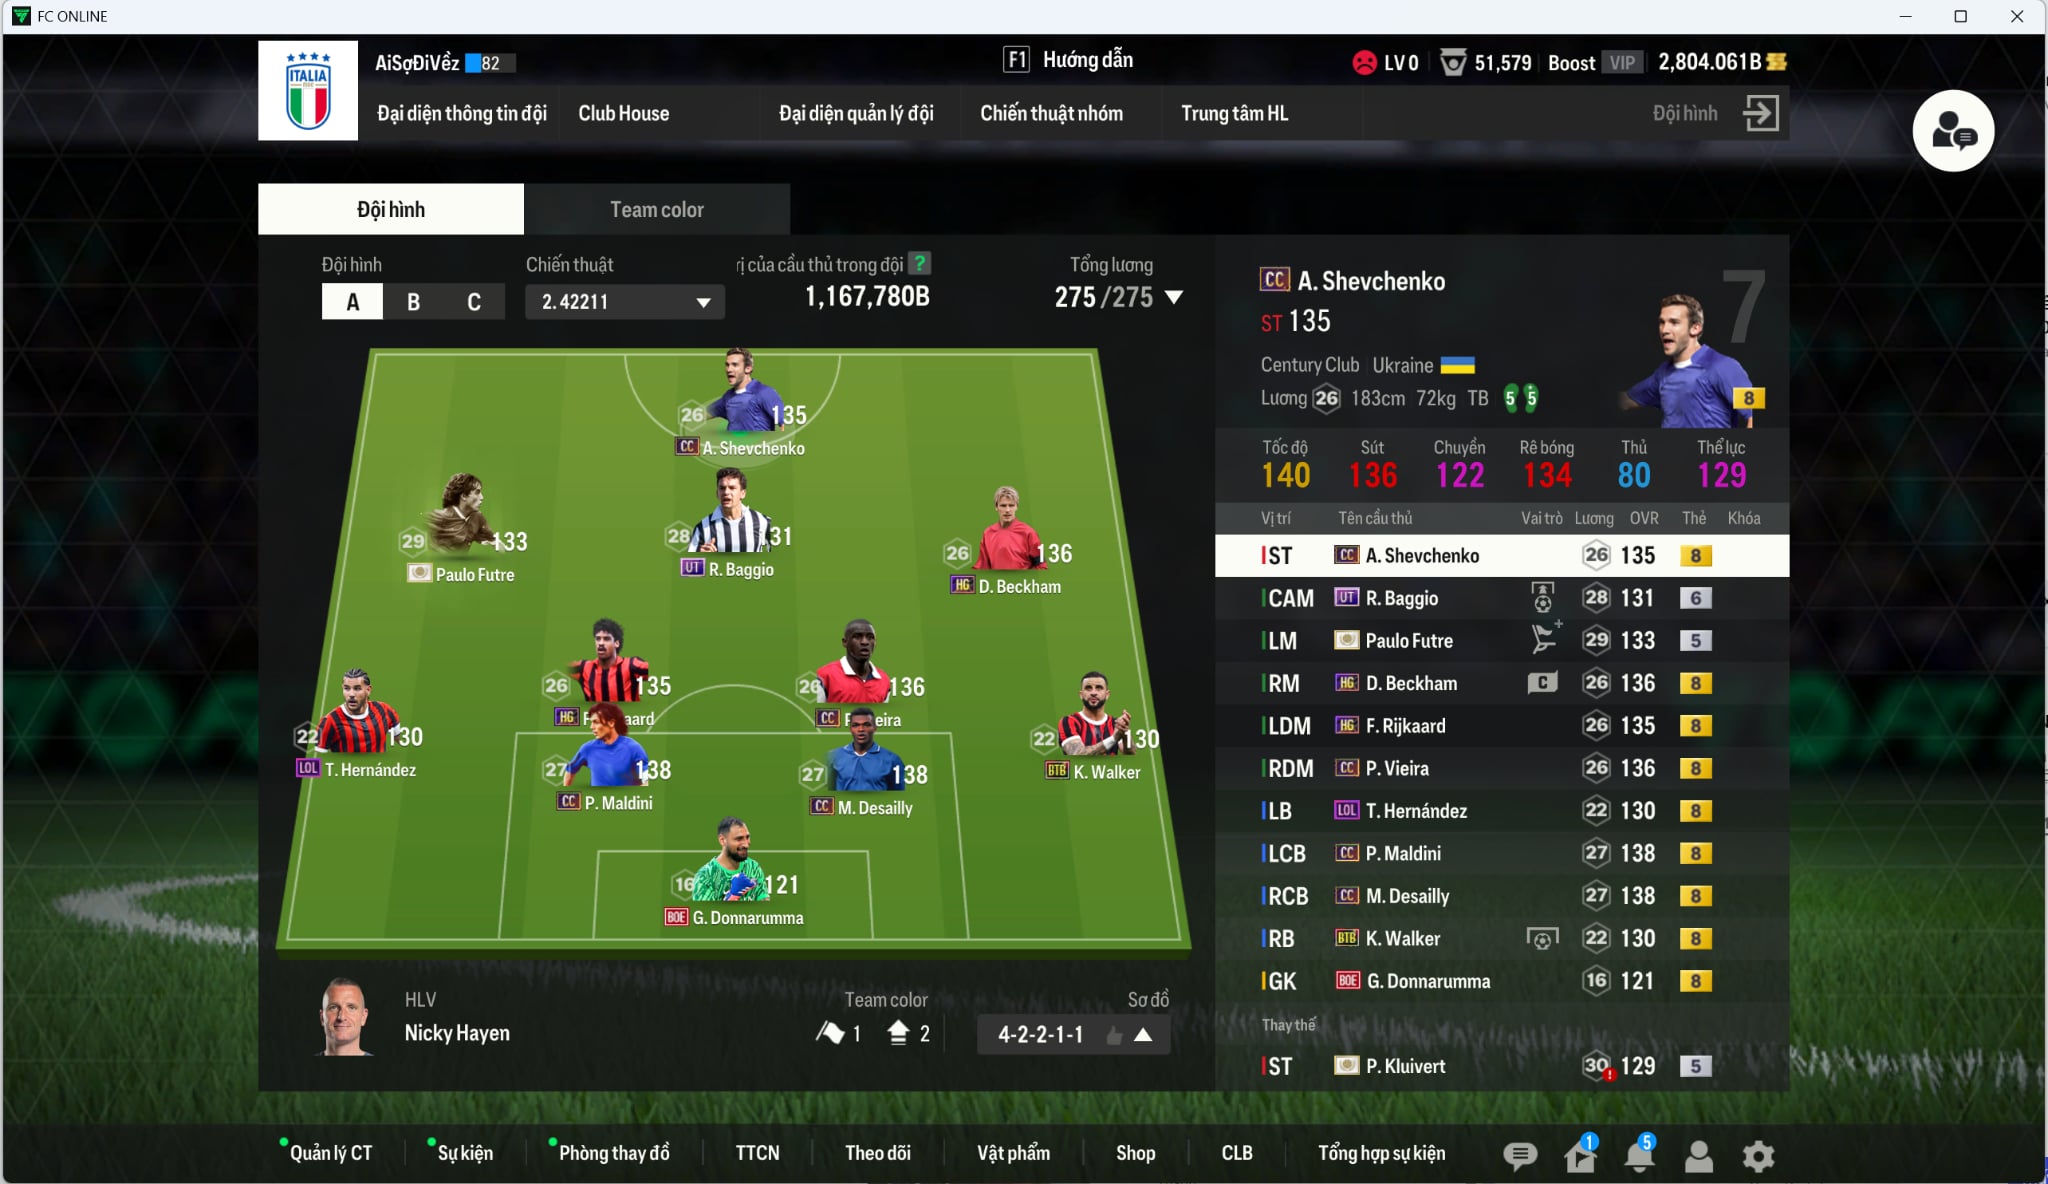 FC ONLINE
ITALIA
AiSợĐiVềz 82
F1 Hướng dẫn
LV 0 51,579 Boost VIP 2,804.061B
Đại diện thông tin đội Club House Đại diện quản lý đội Chiến thuật nhóm Trung tâm HL Đội hình
Đội hình Team color
Đội hình Chiến thuật rị của cầu thủ trong đội ? Tổng lương
A B C 2. 42211 1,167,780B 275 /275
26 135
CC A. Shevchenko
29 133
Paulo Futre
28 31
UT R. Baggio
26 136
HG D. Beckham
26 135
HG aard
26 136
CC eira
22 130
LOL T. Hernández
27 138
CC P. Maldini
27 138
CC M. Desailly
22 130
BTB K. Walker
16 121
BOE G. Donnarumma
HLV
Nicky Hayen
Team color
1 2
Sơ đồ
4-2-2-1-1
CC A. Shevchenko
7
ST 135
Century Club Ukraine
Lương 26 183cm 72kg TB 5 5
8
Tốc độ Sút Chuyền Rê bóng Thủ Thể lực
140 136 122 134 80 129
Vị trí Tên cầu thủ Vai trò Lương OVR Thẻ Khóa
ST CC A. Shevchenko 26 135 8
CAM UT R. Baggio 28 131 6
LM Paulo Futre 29 133 5
RM HG D. Beckham C 26 136 8
LDM HG F. Rijkaard 26 135 8
RDM CC P. Vieira 26 136 8
LB LOL T. Hernández 22 130 8
LCB CC P. Maldini 27 138 8
RCB CC M. Desailly 27 138 8
RB BTB K. Walker 22 130 8
GK BOE G. Donnarumma 16 121 8
Thay thế
ST P. Kluivert 30 129 5
Quản lý CT Sự kiện Phòng thay đồ TTCN Theo dõi Vật phẩm Shop CLB Tổng hợp sự kiện 1 5